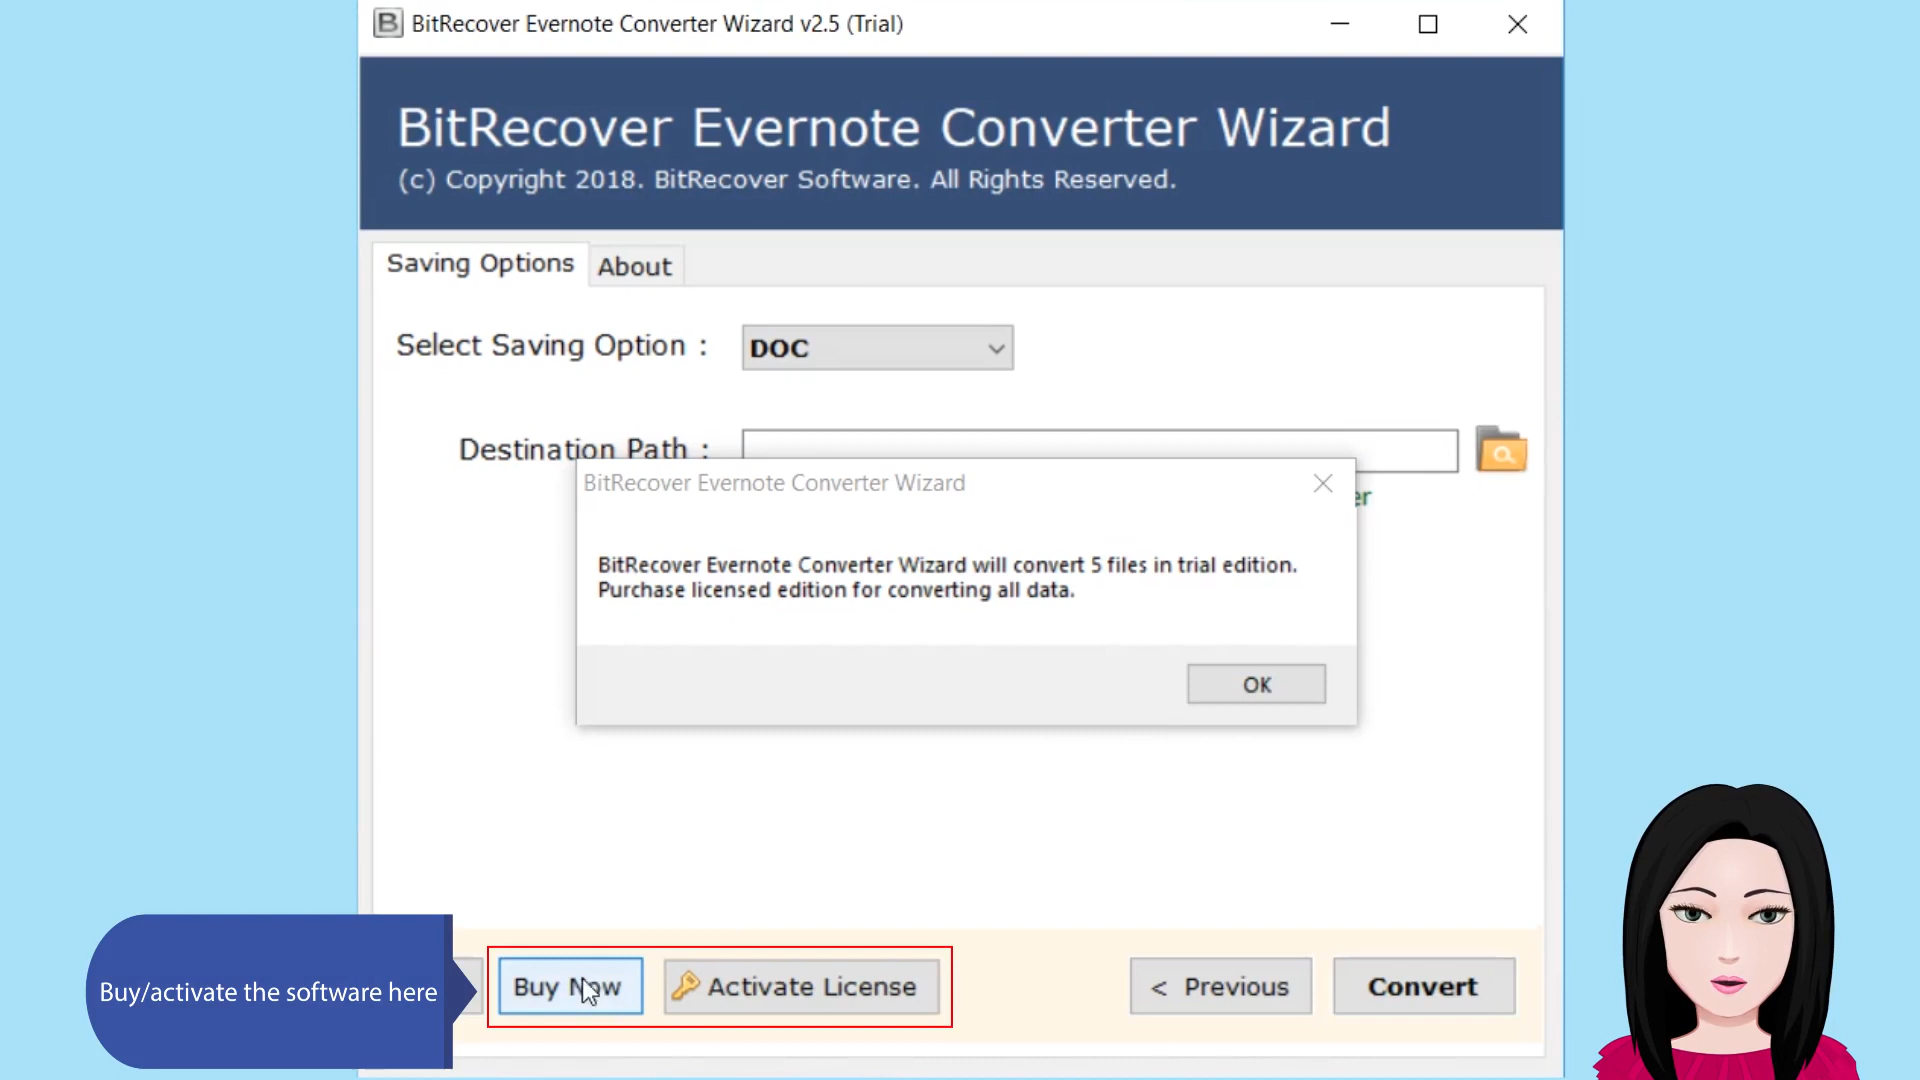 BitRecover Evernote Converter Wizard v2.5 (Trial)
BitRecover Evernote Converter Wizard
(c) Copyright 2018. BitRecover Software. All Rights Reserved.
Saving Options
About
Select Saving Option :
DOC
Destination Path :
BitRecover Evernote Converter Wizard
BitRecover Evernote Converter Wizard will convert 5 files in trial edition.
Purchase licensed edition for converting all data.
OK
Buy/activate the software here
Buy Now
Activate License
< Previous
Convert